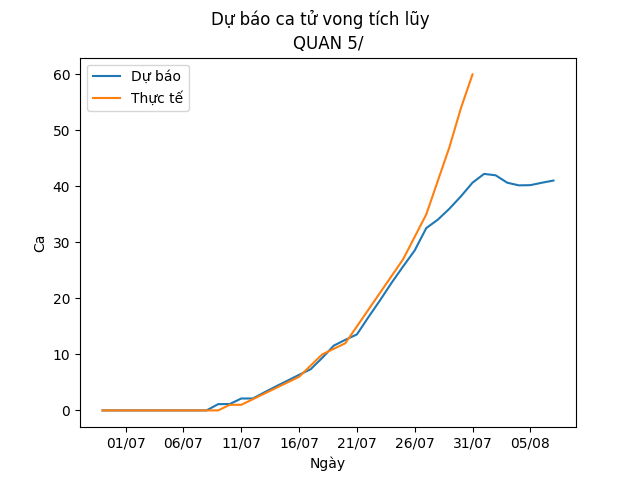 Dự báo ca tử vong tích lũy
QUAN 5/
Dự báo
Thực tế
60
50
40
30
20
10
0
Ca
01/07 06/07 11/07 16/07 21/07 26/07 31/07 05/08
Ngày